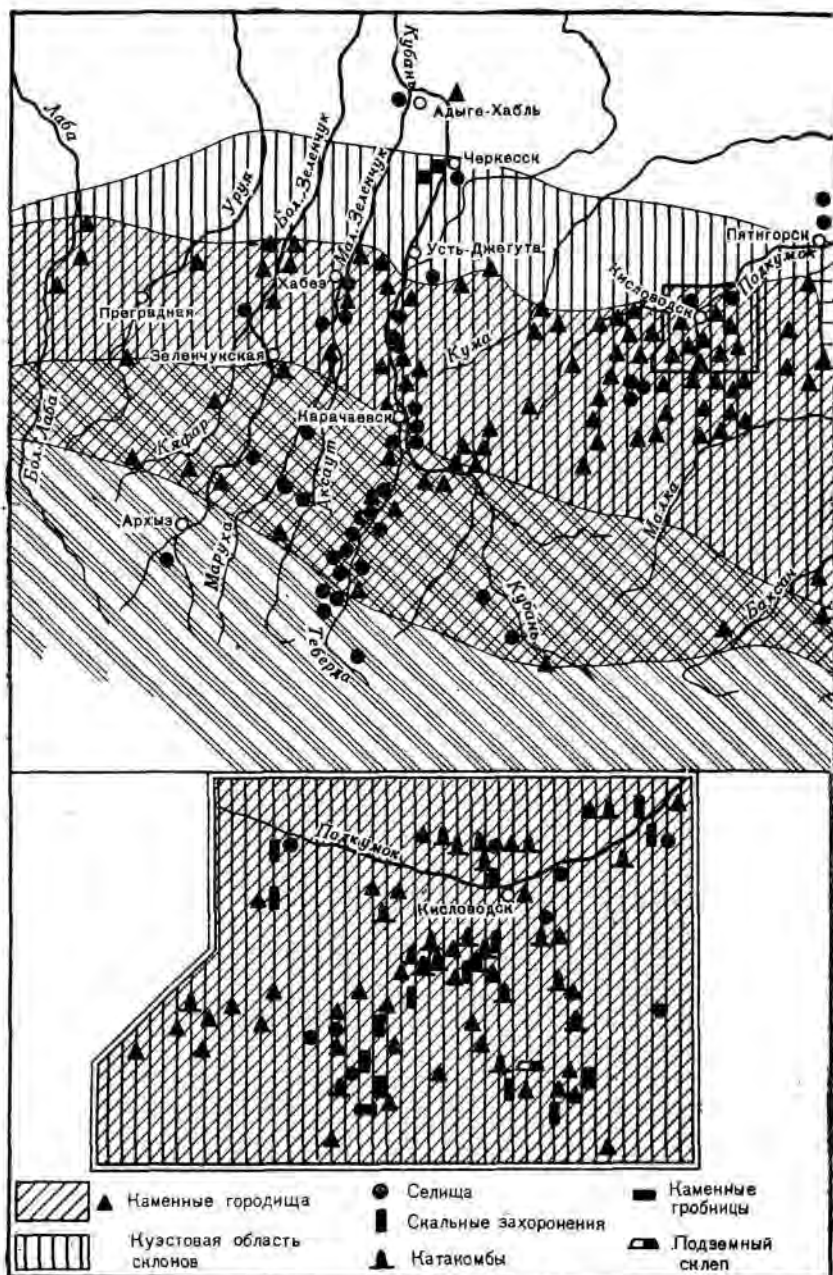 Лаба
Уруп
Бол. Зеленчук
Мал. Зеленчук
Кубань
Адыге-Хабль
Черкесск
Усть-Джегута
Пятигорск
Подкумок
Кисловодск
Хабез
Преградная
Зеленчукская
Кума
Карачаевск
Бол. Лаба
Кяфар
Аксаут
Архыз
Маруха
Малка
Баксан
Кубань
Теберда
Подкумок
Кисловодск
Каменные городища
Селища
Каменные
гробницы
Скальные захоронения
Куэстовая область
склонов
Катакомбы
Подземный
склеп